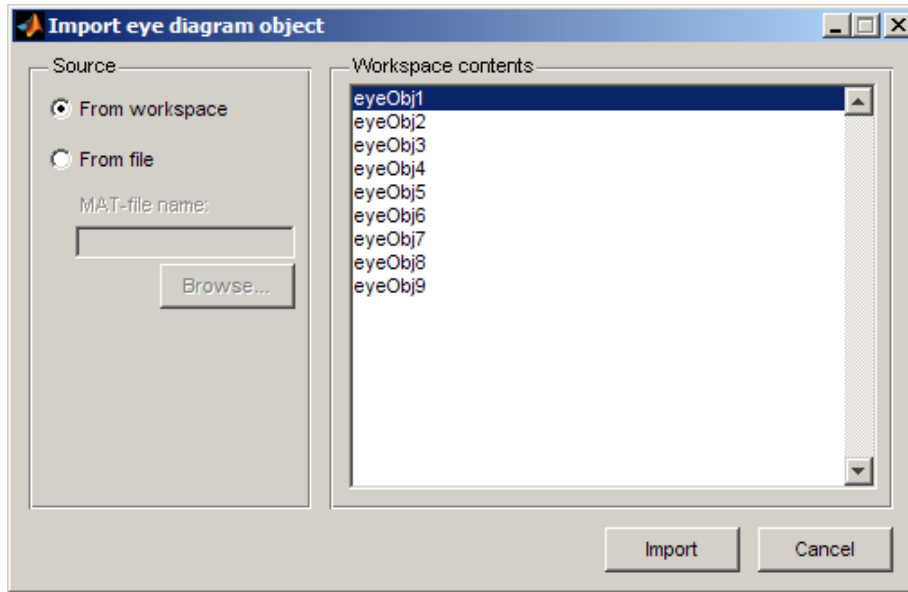 Import eye diagram object
Source
From workspace
From file
MAT-file name:
Browse...
Workspace contents
eyeObj1
eyeObj2
eyeObj3
eyeObj4
eyeObj5
eyeObj6
eyeObj7
eyeObj8
eyeObj9
Import
Cancel